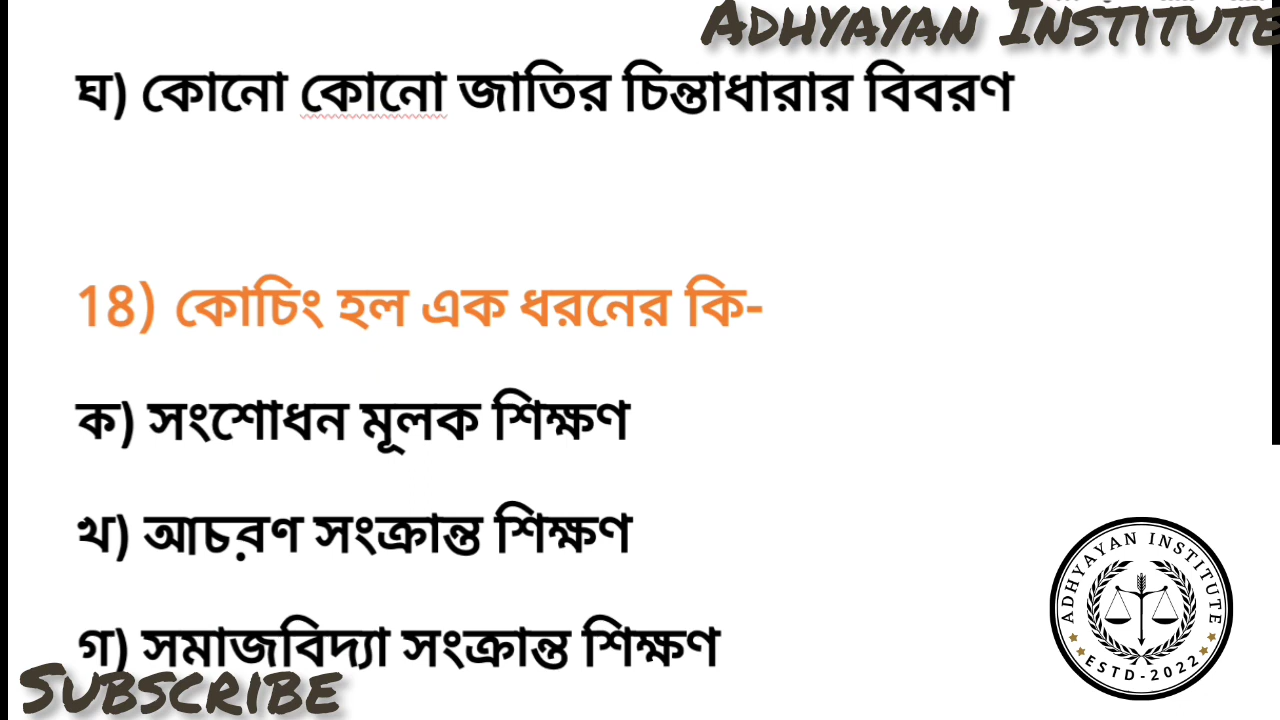 ADHYAYAN INSTITUTE
ঘ) কোনো কোনো জাতির চিন্তাধারার বিবরণ
18) কোচিং হল এক ধরনের কি-
ক) সংশোধন মূলক শিক্ষণ
খ) আচরণ সংক্রান্ত শিক্ষণ
গ) সমাজবিদ্যা সংক্রান্ত শিক্ষণ
SUBSCRIBE
ADHYAYAN INSTITUTE
ESTD-2022